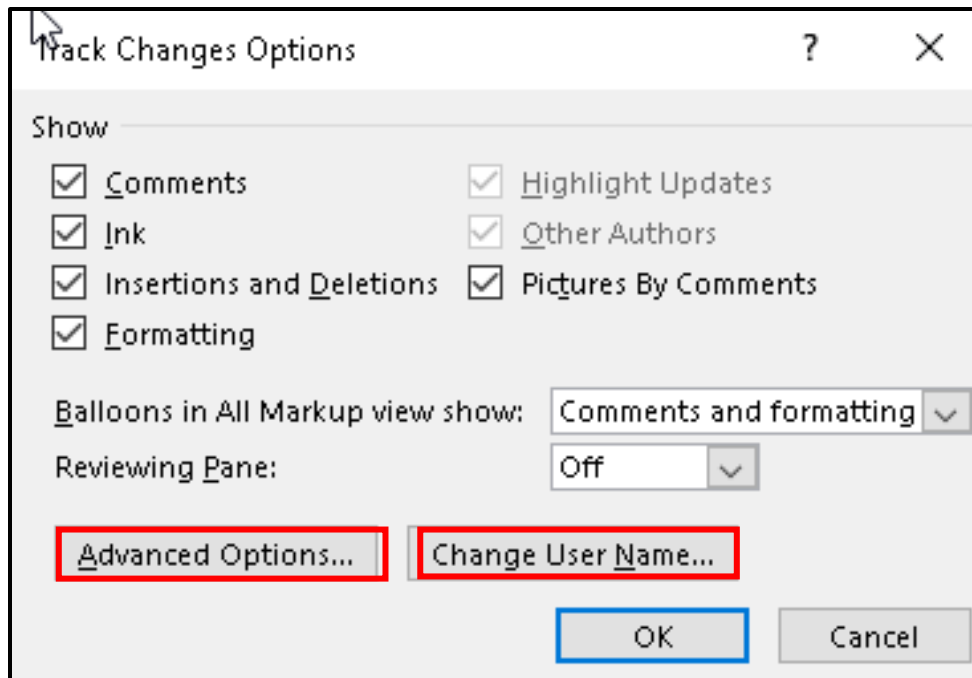 Track Changes Options ?
Show
Comments Highlight Updates
Ink Other Authors
Insertions and Deletions Pictures By Comments
Formatting
Balloons in All Markup view show: Comments and formatting
Reviewing Pane: Off
Advanced Options... Change User Name...
OK Cancel